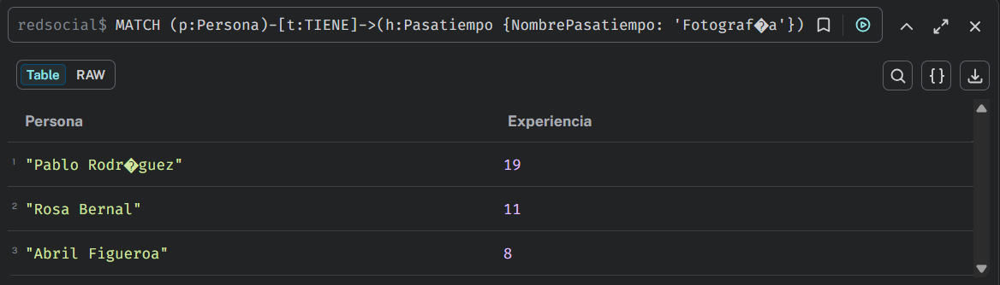 redsocial$ MATCH (p:Persona)-[t:TIENE]->(h:Pasatiempo {NombrePasatiempo: 'Fotograf�a'})
Table RAW
Persona Experiencia
1 "Pablo Rodr�guez" 19
2 "Rosa Bernal" 11
3 "Abril Figueroa" 8